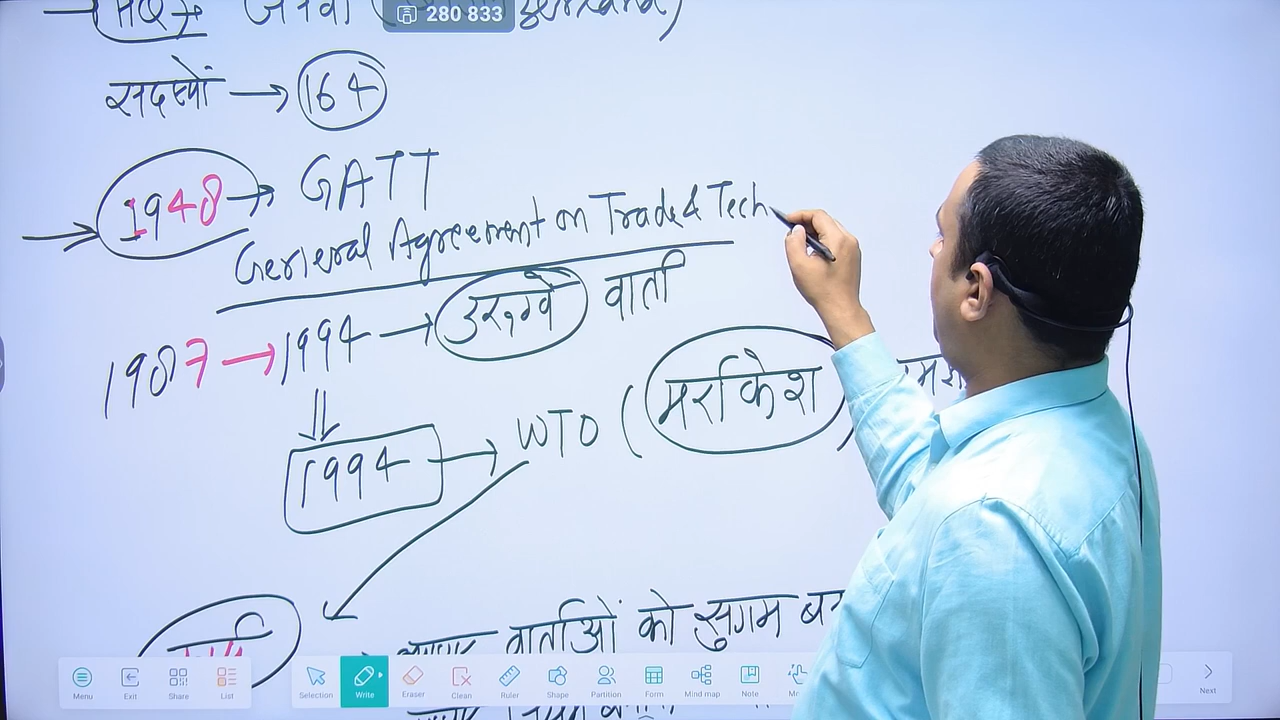 → HQ → जेनेवा (
280 833
सदस्यों → 164
→ 1948 → GATT
General Agreement on Trade & Tech
1987 → 1994 → उरुग्वे वार्ता
1994 → WTO (मर्राकेश)
वार्ताओं को सुगम
Menu Exit Share List Selection Write Eraser Clean Ruler Shape Partition Form Mind map Note Next